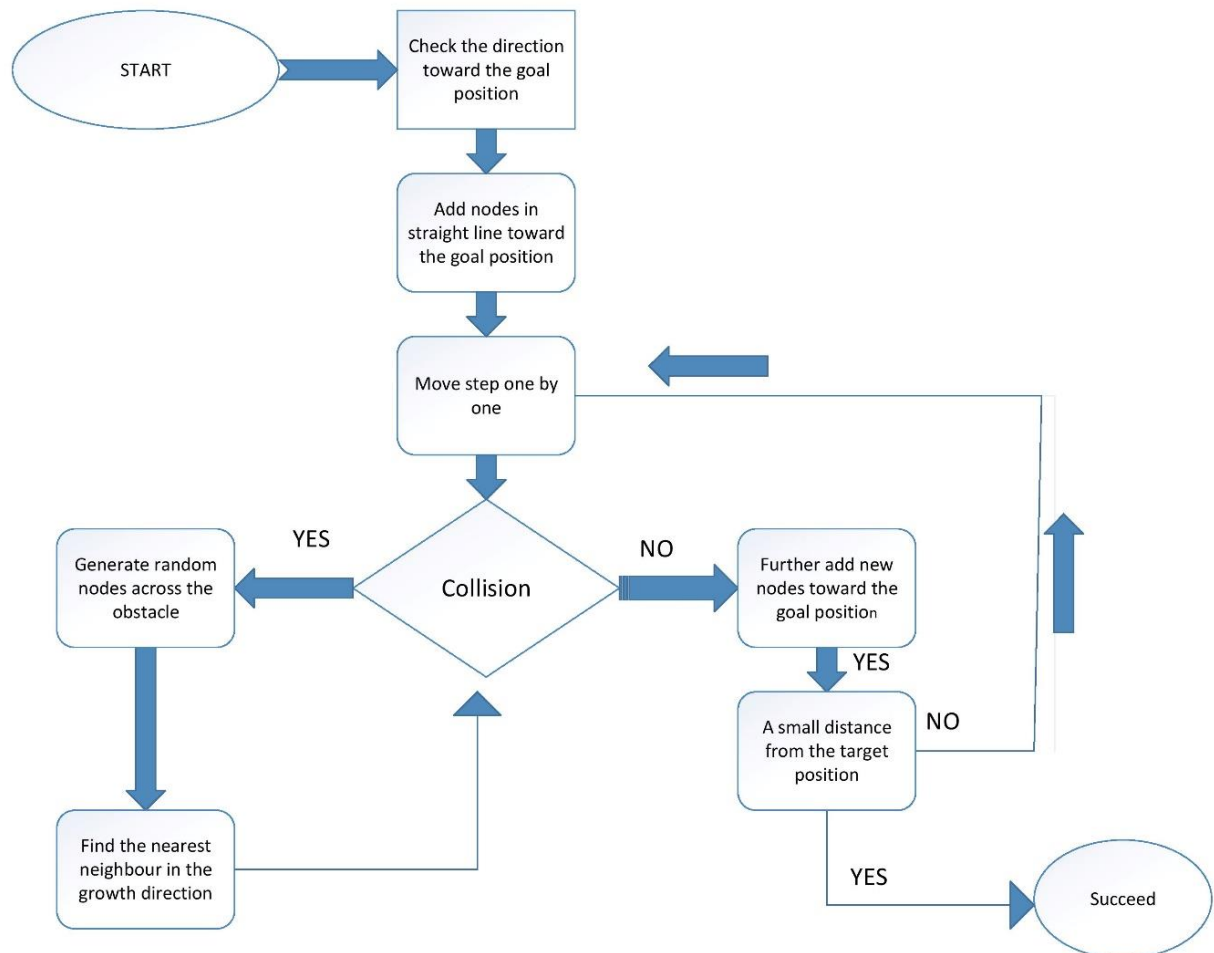 START
Check the direction
toward the goal
position
Add nodes in
straight line toward
the goal position
Move step one by
one
YES
Generate random
nodes across the
obstacle
Collision
NO
Further add new
nodes toward the
goal position
YES
A small distance
from the target
position
NO
Find the nearest
neighbour in the
growth direction
YES
Succeed